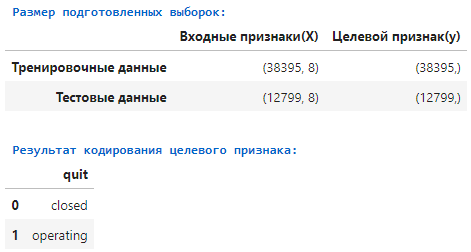 Размер подготовленных выборок:
Входные признаки(X) Целевой признак(y)
Тренировочные данные (38395, 8) (38395,)
Тестовые данные (12799, 8) (12799,)
Результат кодирования целевого признака:
quit
0 closed
1 operating